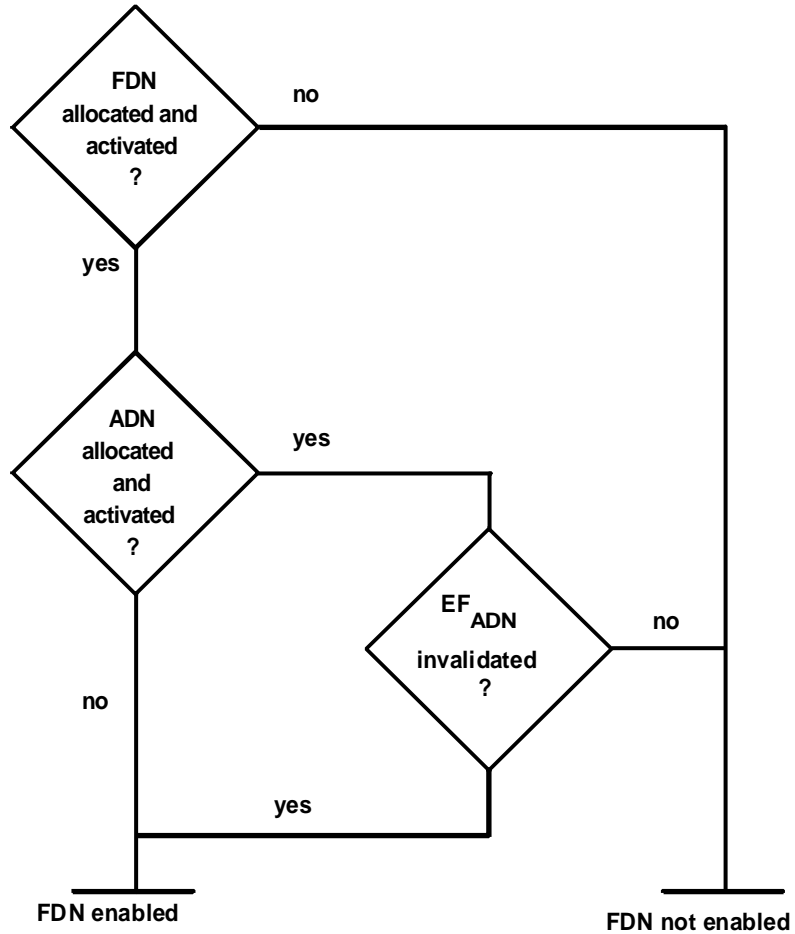 FDN
allocated and
activated
?
no
yes
ADN
allocated
and
activated
?
yes
EF ADN
invalidated
?
no
no
yes
FDN enabled
FDN not enabled